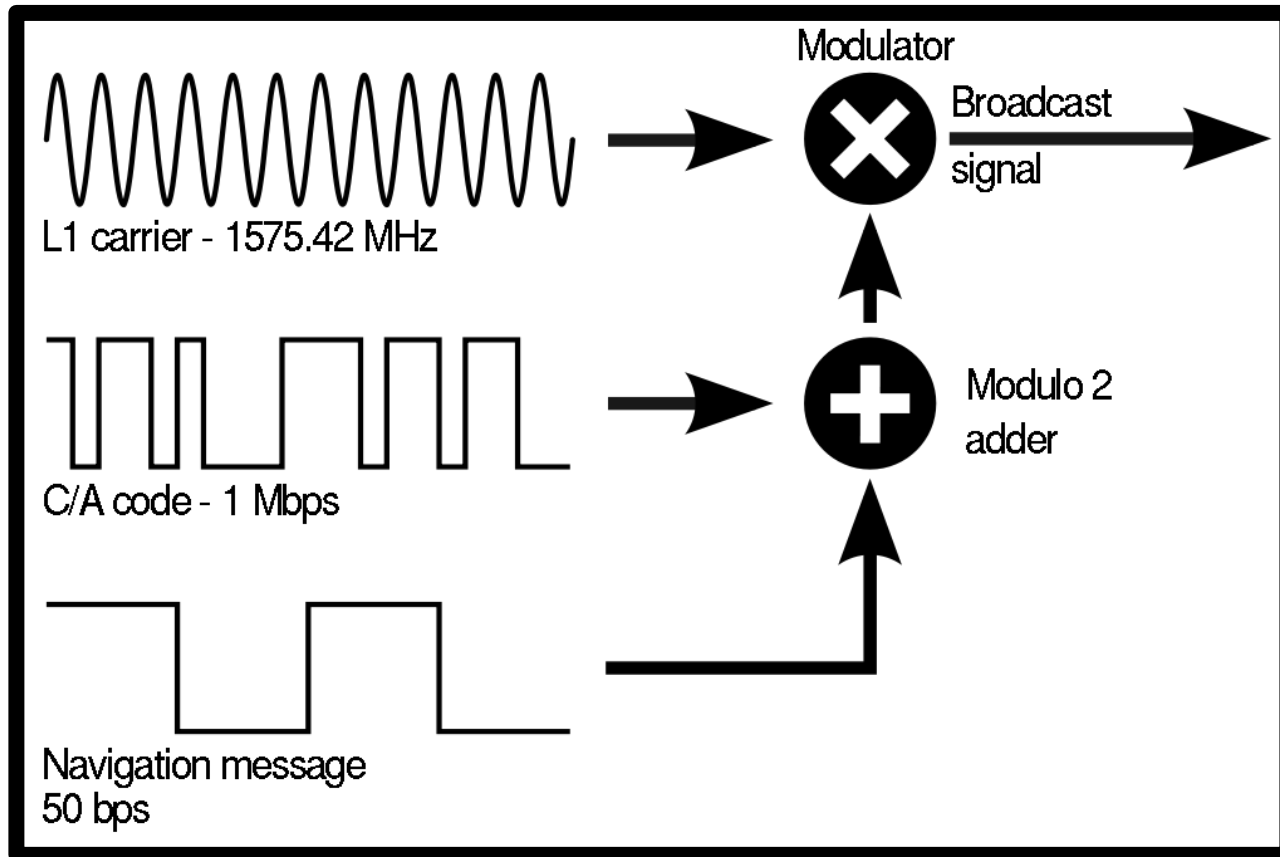 Modulator
Broadcast
signal
L1 carrier - 1575.42 MHz
Modulo 2
adder
C/A code - 1 Mbps
Navigation message
50 bps